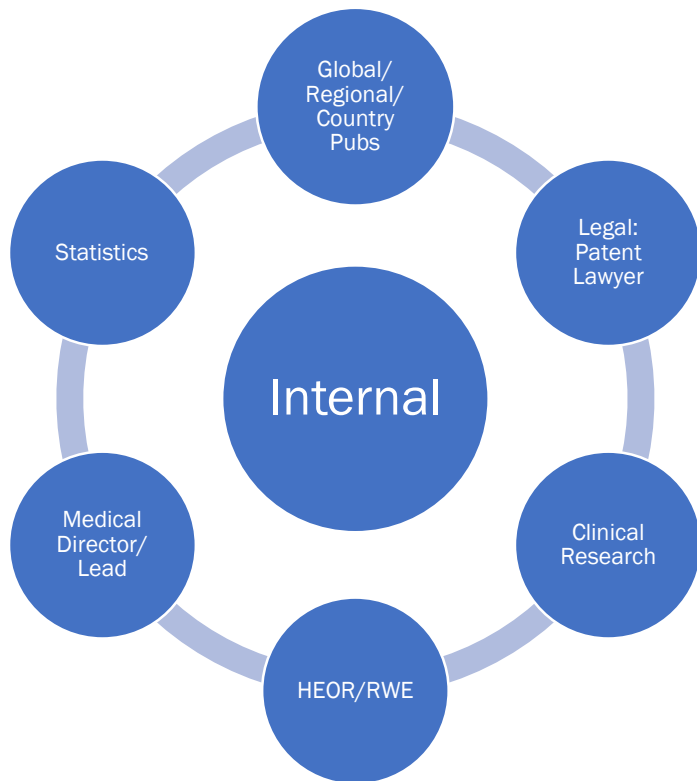 Global/
Regional/
Country
Pubs
Legal:
Patent
Lawyer
Statistics
Internal
Medical
Director/
Lead
Clinical
Research
HEOR/RWE